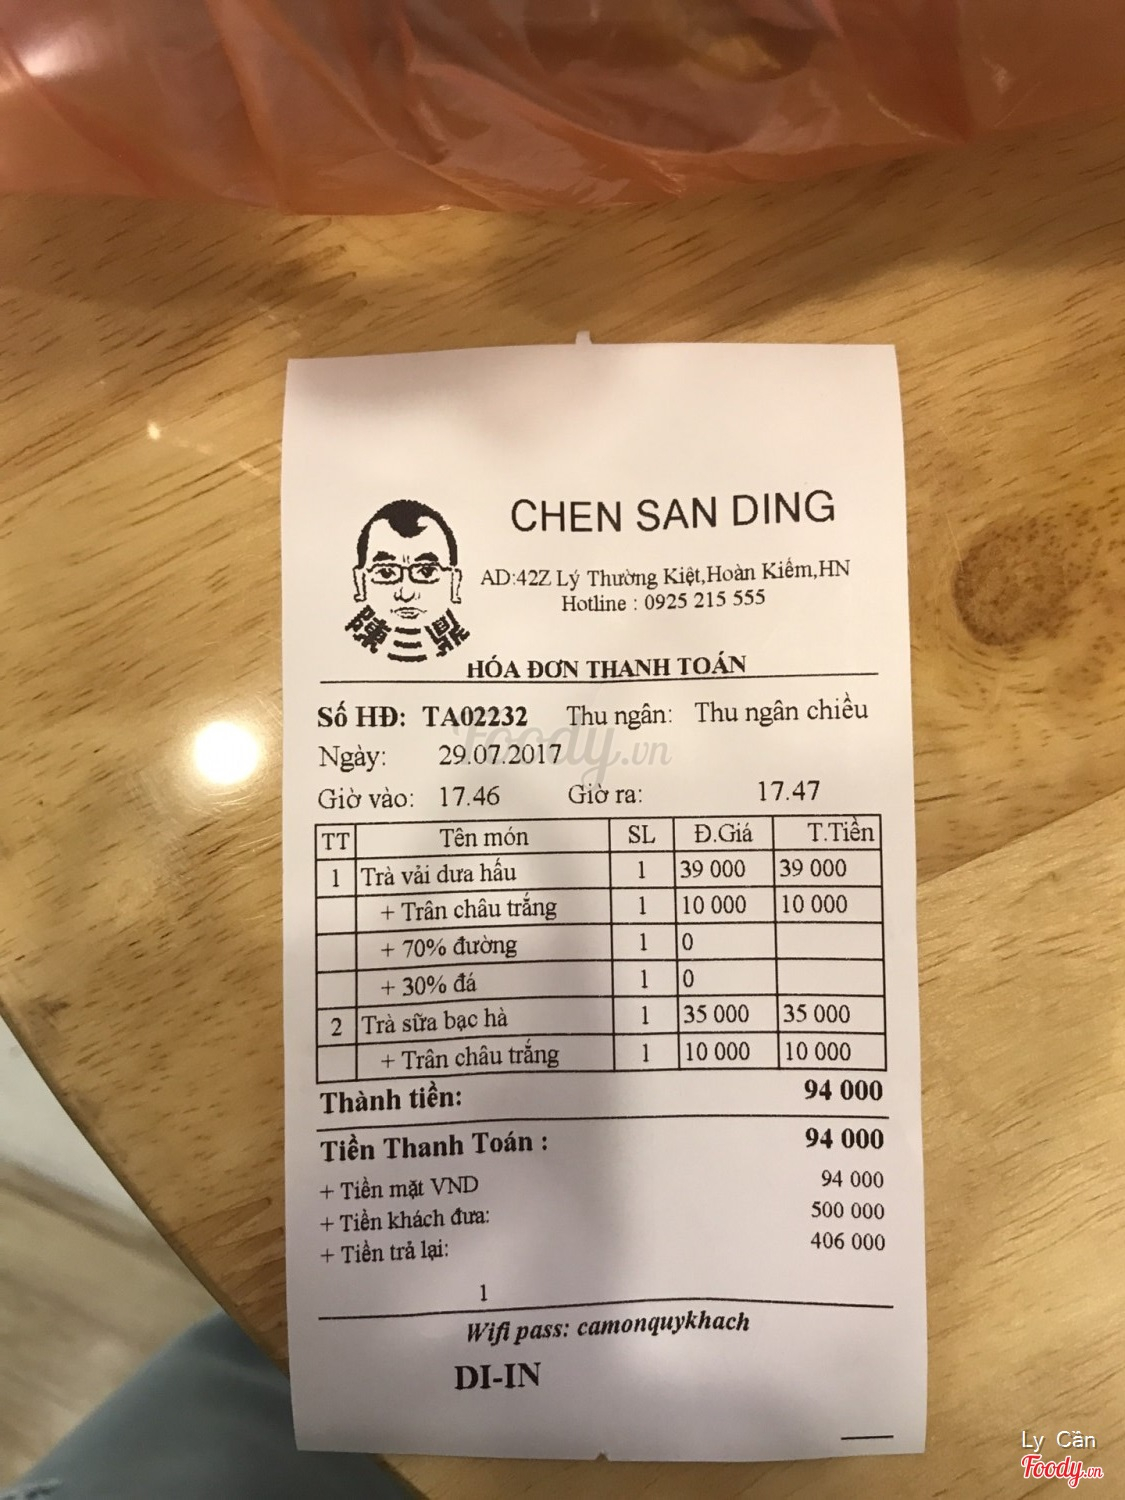 CHEN SAN DING
AD:42Z Lý Thường Kiệt,Hoàn Kiếm,HN
Hotline : 0925 215 555
陳三鼎
HÓA ĐƠN THANH TOÁN
Số HĐ: TA02232 Thu ngân: Thu ngân chiều
Foody.vn
Ngày: 29.07.2017
Giờ vào: 17.46 Giờ ra: 17.47
TT Tên món SL Đ.Giá T.Tiền
1 Trà vải dưa hấu 1 39 000 39 000
+ Trân châu trắng 1 10 000 10 000
+ 70% đường 1 0
+ 30% đá 1 0
2 Trà sữa bạc hà 1 35 000 35 000
+ Trân châu trắng 1 10 000 10 000
Thành tiền: 94 000
Tiền Thanh Toán : 94 000
+ Tiền mặt VND 94 000
+ Tiền khách đưa: 500 000
+ Tiền trả lại: 406 000
1
Wifi pass: camonquykhach
DI-IN
Ly Cần
Foody.vn